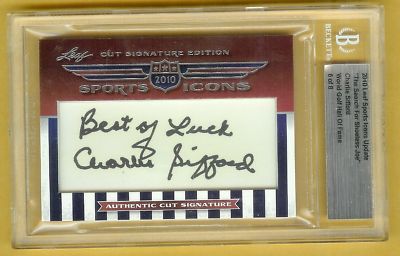 Leaf CUT SIGNATURE EDITION
2010
SPORTS ICONS
Best of Luck
Charlie Sifford
AUTHENTIC CUT SIGNATURE
BECKETT
B
2010 Leaf Sports Icons Update
"The Search For Shoeless Joe"
Charlie Sifford
World Golf Hall Of Fame
6 of 8